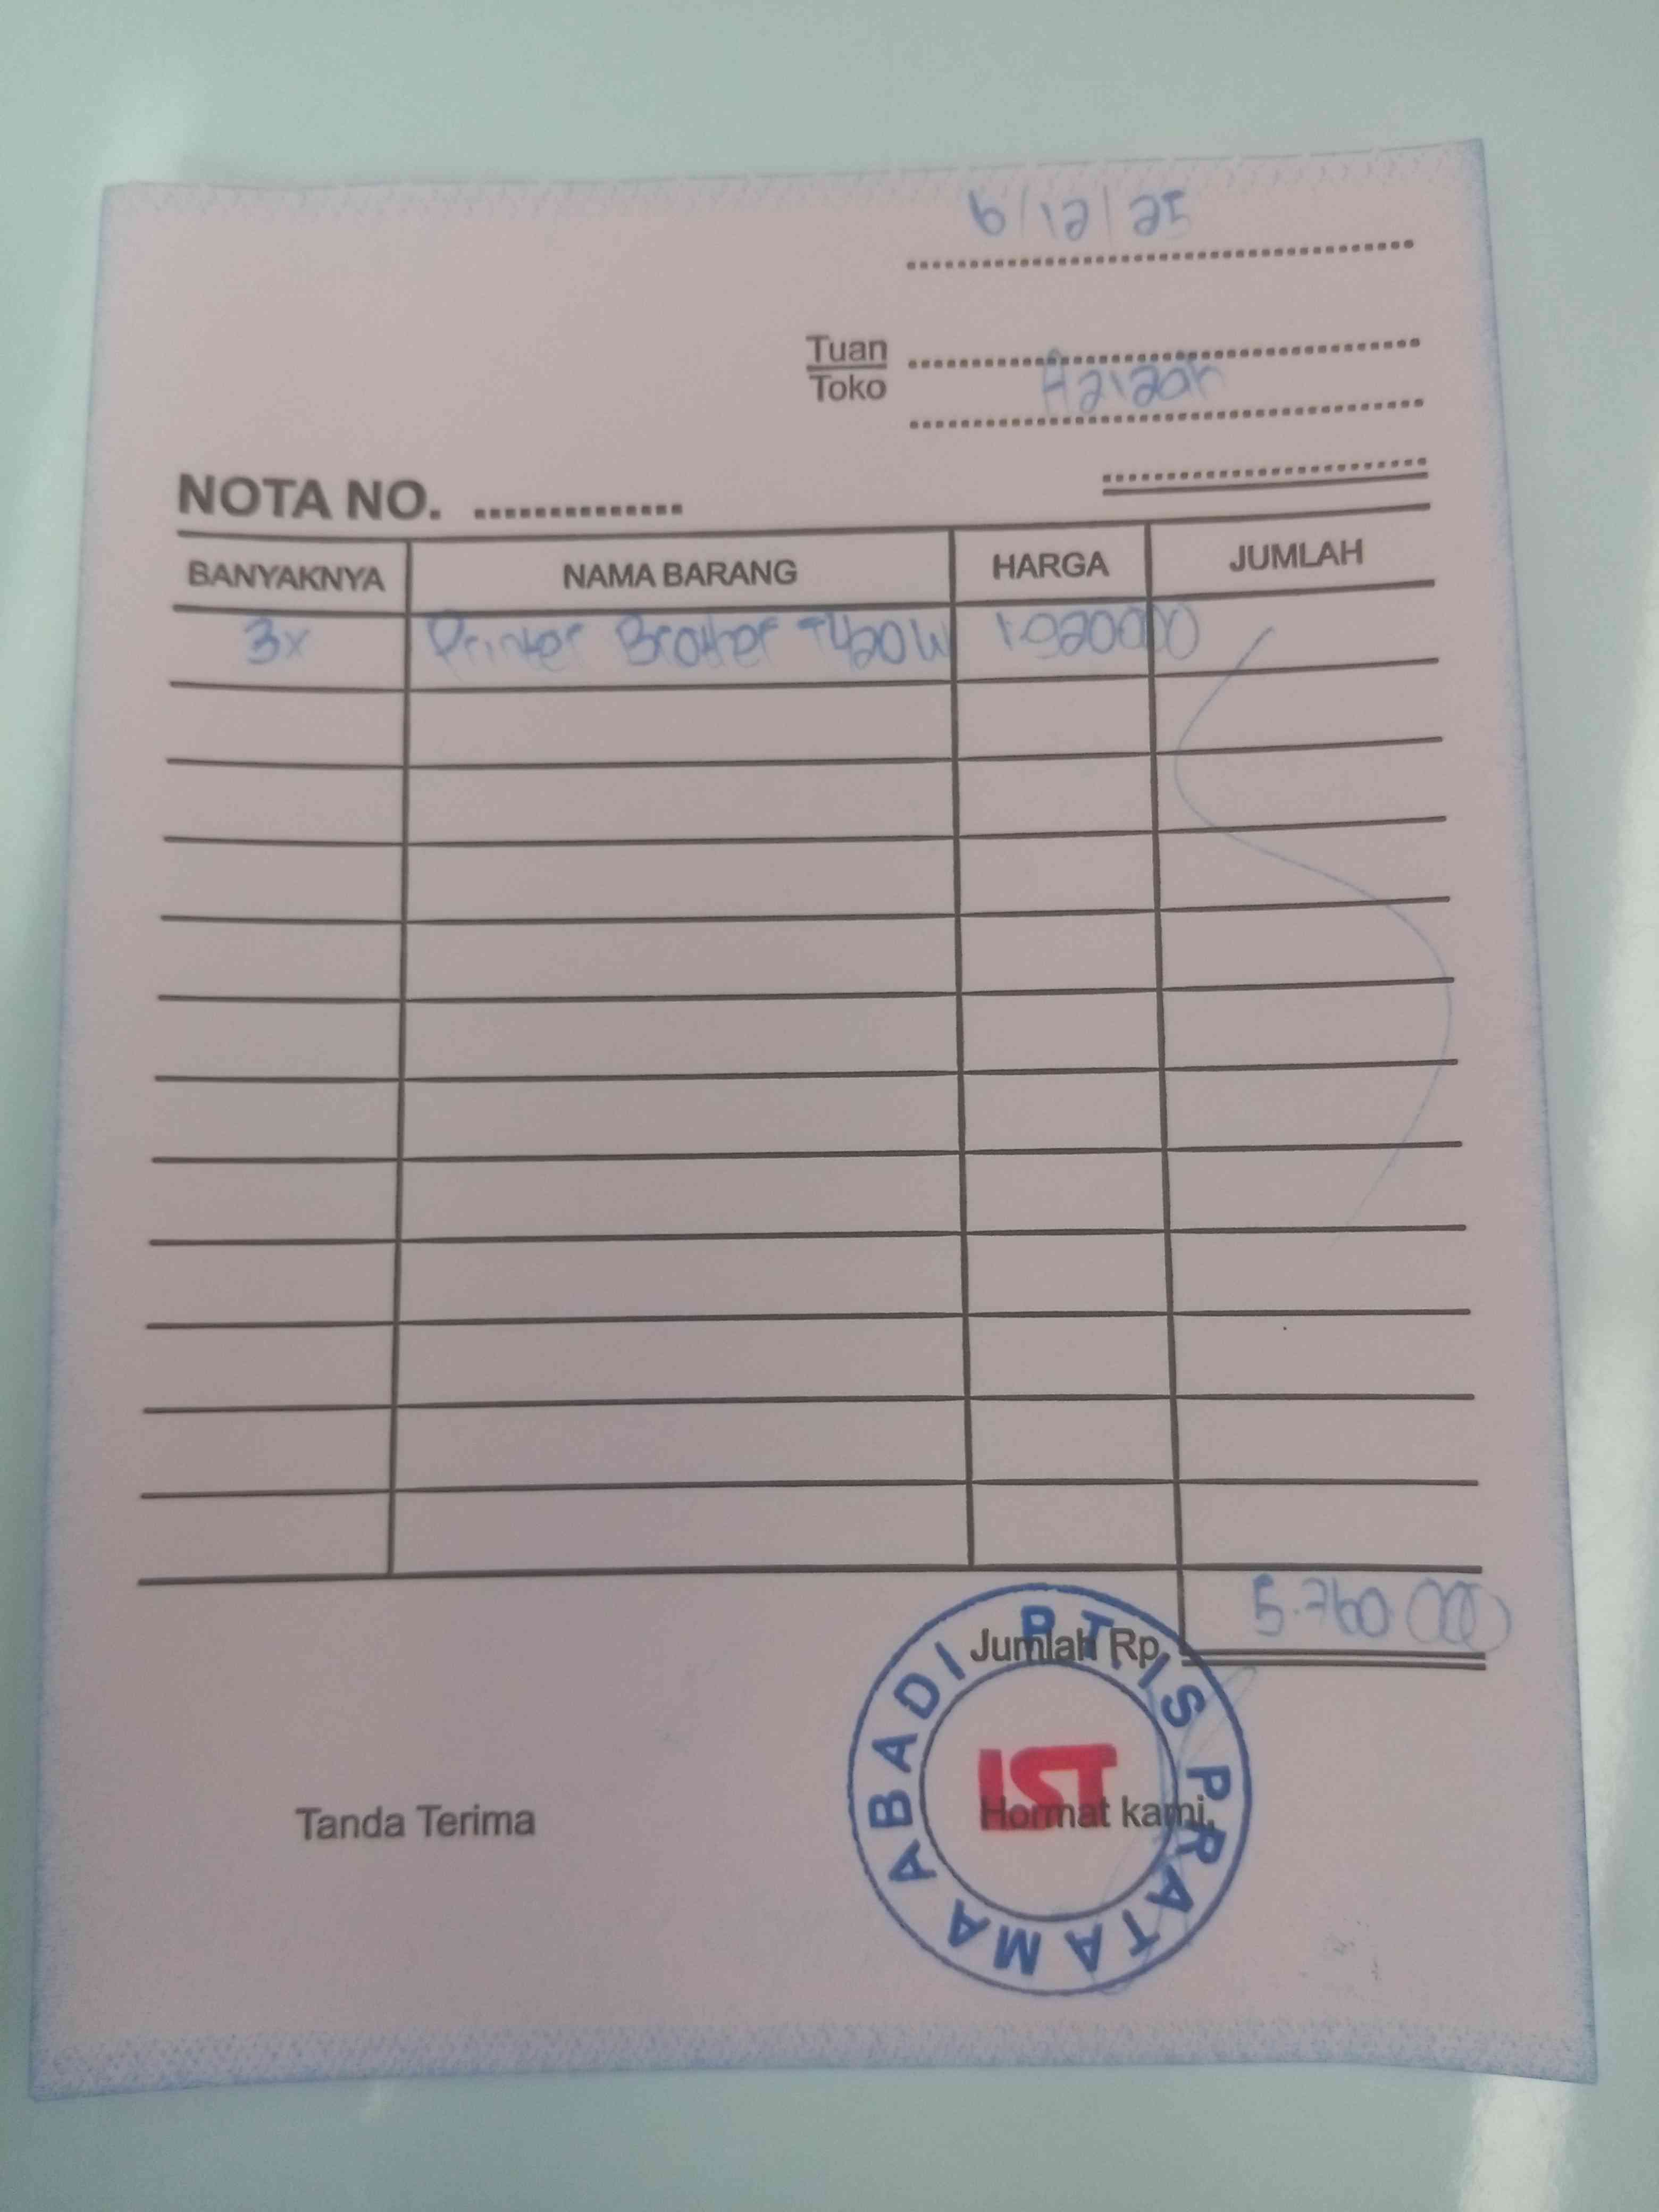 6/12/25
Tuan
Toko
Azizah
NOTA NO. ..............
BANYAKNYA NAMA BARANG HARGA JUMLAH
3x Printer Brother T420W 1.920000
Jumlah Rp. 5.760.000
PT. IS PRATAMA ABADI
IST
Tanda Terima Hormat kami,